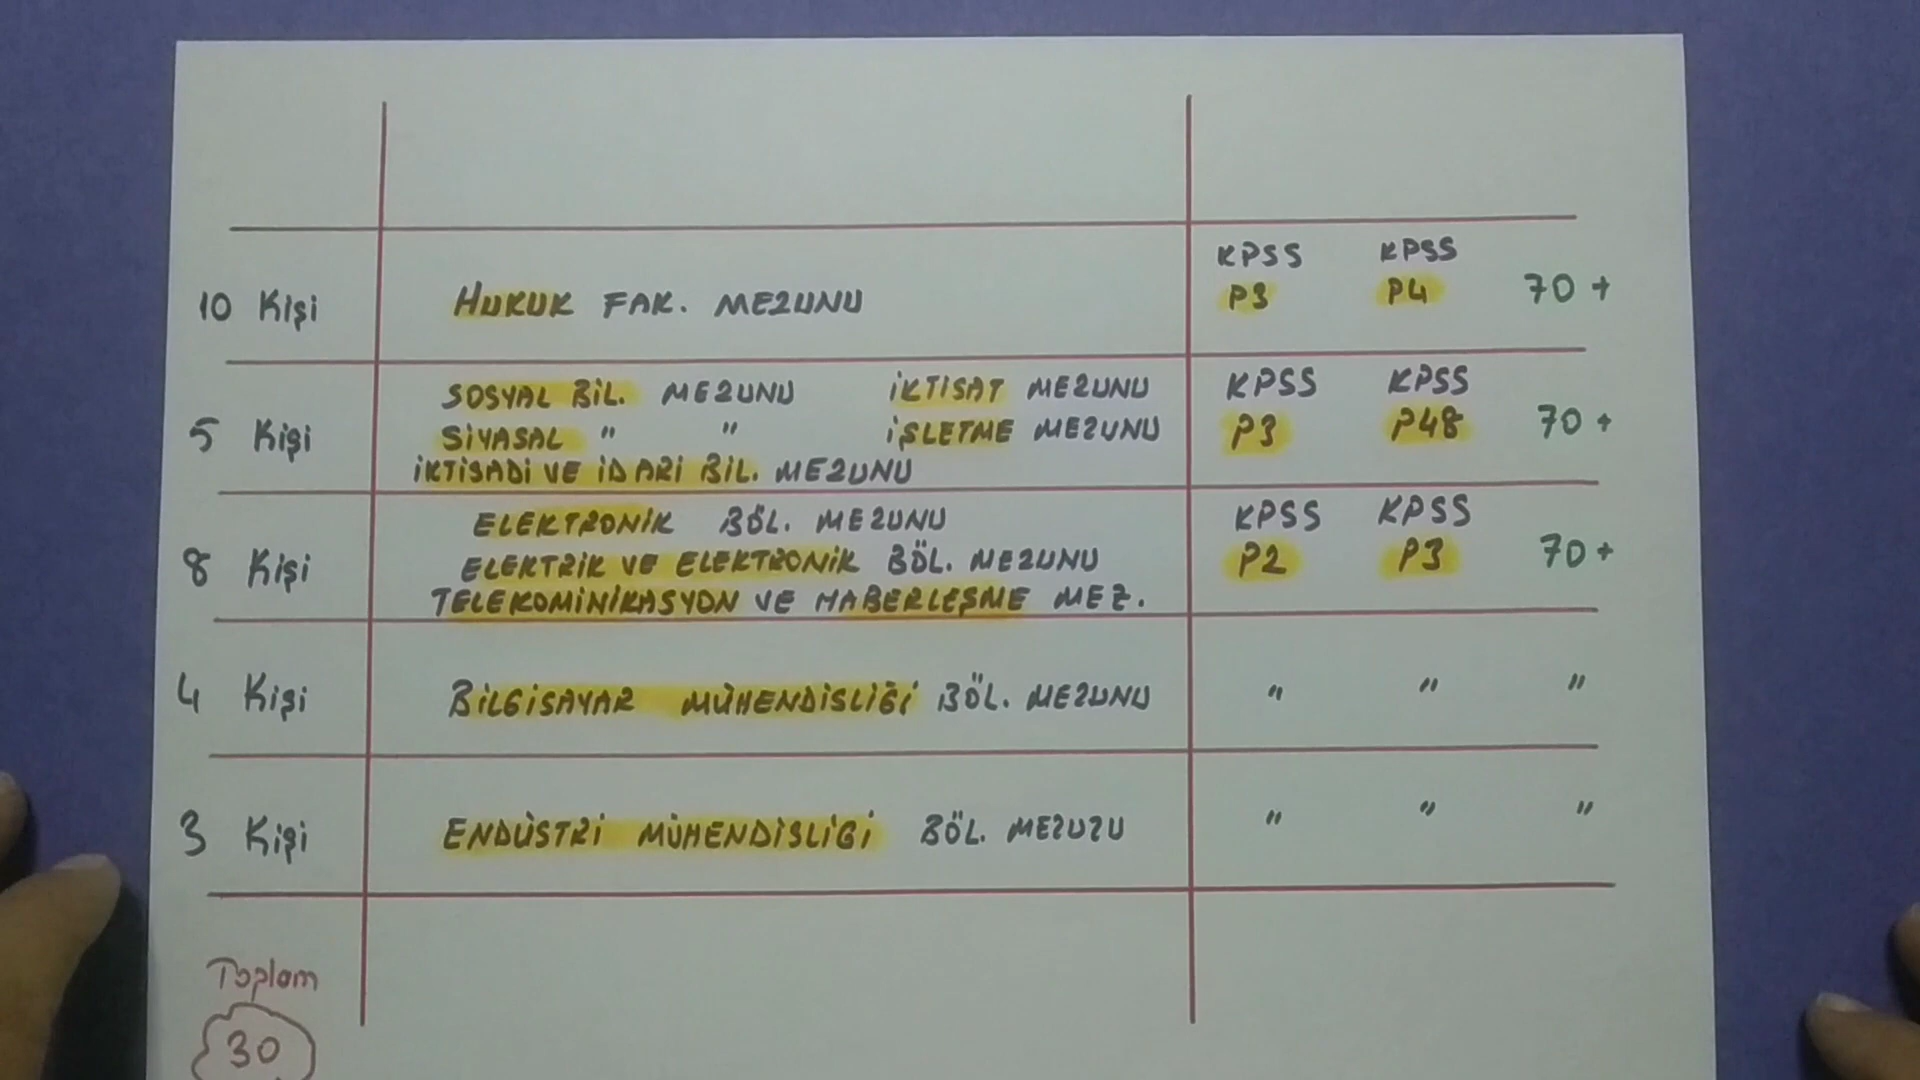 10 Kişi HUKUK FAK. MEZUNU KPSS P3 KPSS P4 70 +
5 Kişi SOSYAL BİL. MEZUNU İKTİSAT MEZUNU KPSS P3 KPSS P48 70 +
SİYASAL " " İŞLETME MEZUNU
İKTİSADİ VE İDARİ BİL. MEZUNU
8 Kişi ELEKTRONİK BÖL. MEZUNU KPSS P2 KPSS P3 70 +
ELEKTRİK VE ELEKTRONİK BÖL. MEZUNU
TELEKOMİNİKASYON VE HABERLEŞME MEZ.
4 Kişi BİLGİSAYAR MÜHENDİSLİĞİ BÖL. MEZUNU " " "
3 Kişi ENDÜSTRİ MÜHENDİSLİĞİ BÖL. MEZUZU " " "
Toplam
30